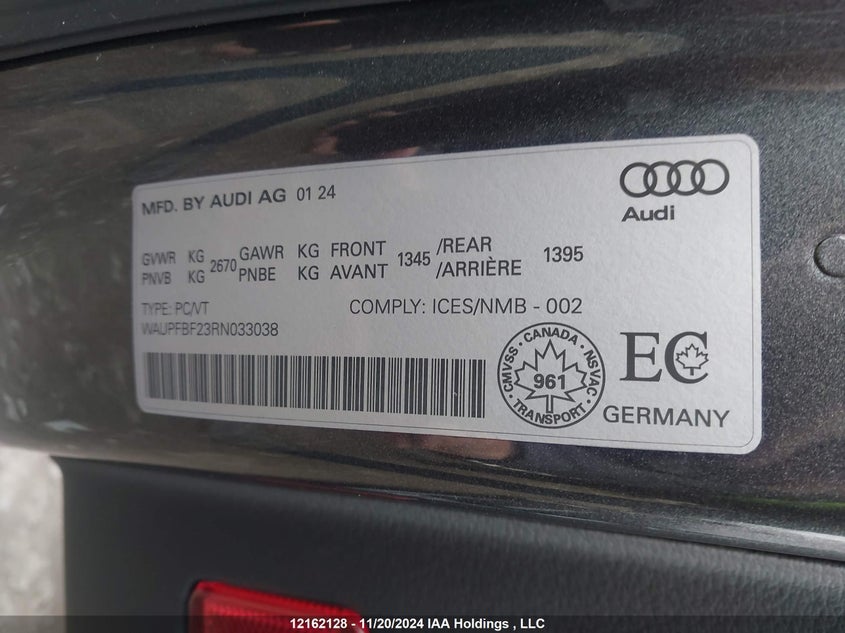 MFD. BY AUDI AG 01 24
Audi
GVWR KG 2670 GAWR KG FRONT 1345 /REAR 1395
PNVB KG PNBE KG AVANT /ARRIÈRE
TYPE: PC/VT COMPLY: ICES/NMB - 002
WAUPFBF23RN033038
CMVSS · CANADA · NSVAC
961
TRANSPORT
EC
GERMANY
12162128 - 11/20/2024 IAA Holdings , LLC